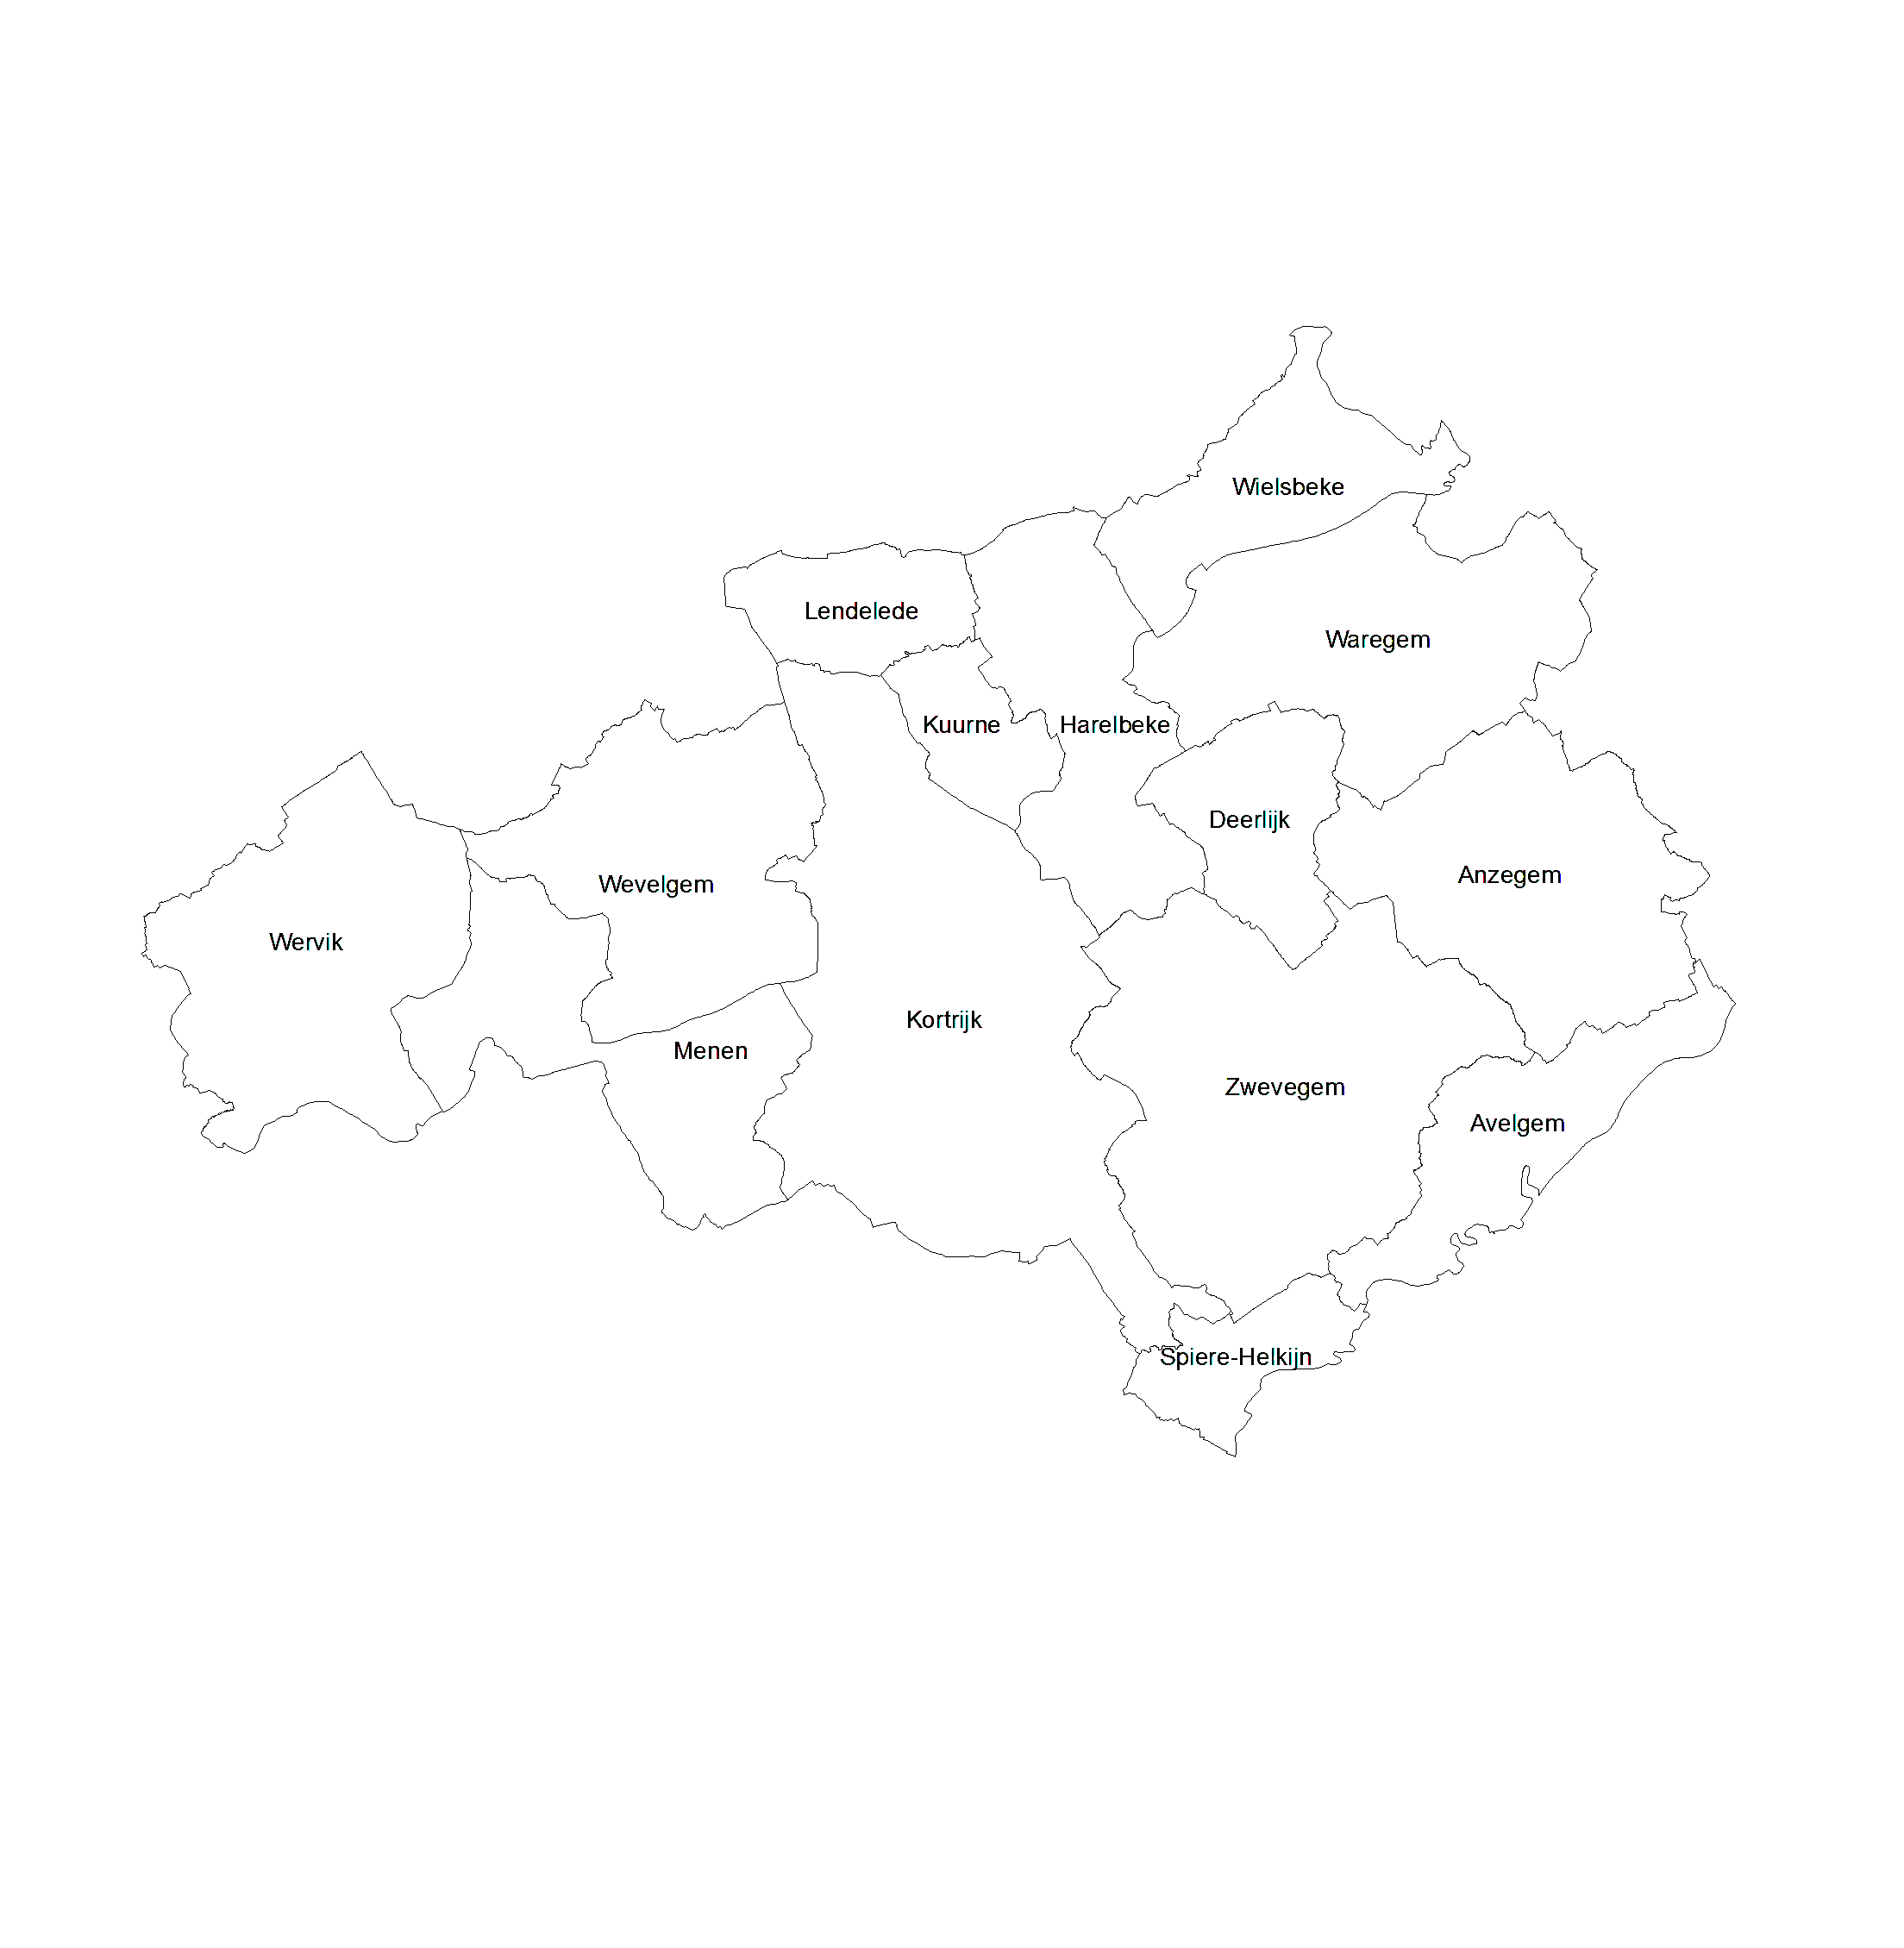 Wielsbeke
Lendelede
Waregem
Kuurne
Harelbeke
Deerlijk
Anzegem
Wevelgem
Wervik
Kortrijk
Menen
Zwevegem
Avelgem
Spiere-Helkijn